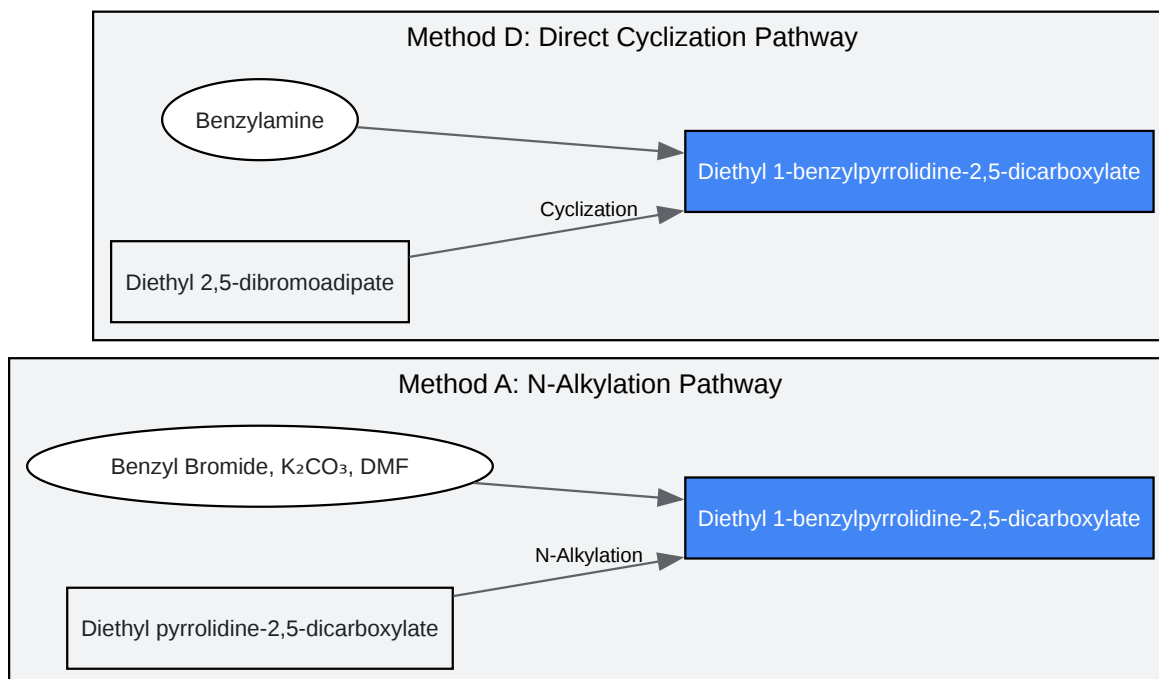 Method D: Direct Cyclization Pathway
Benzylamine
Diethyl 1-benzylpyrrolidine-2,5-dicarboxylate
Cyclization
Diethyl 2,5-dibromoadipate
Method A: N-Alkylation Pathway
Benzyl Bromide, K₂CO₃, DMF
Diethyl 1-benzylpyrrolidine-2,5-dicarboxylate
N-Alkylation
Diethyl pyrrolidine-2,5-dicarboxylate